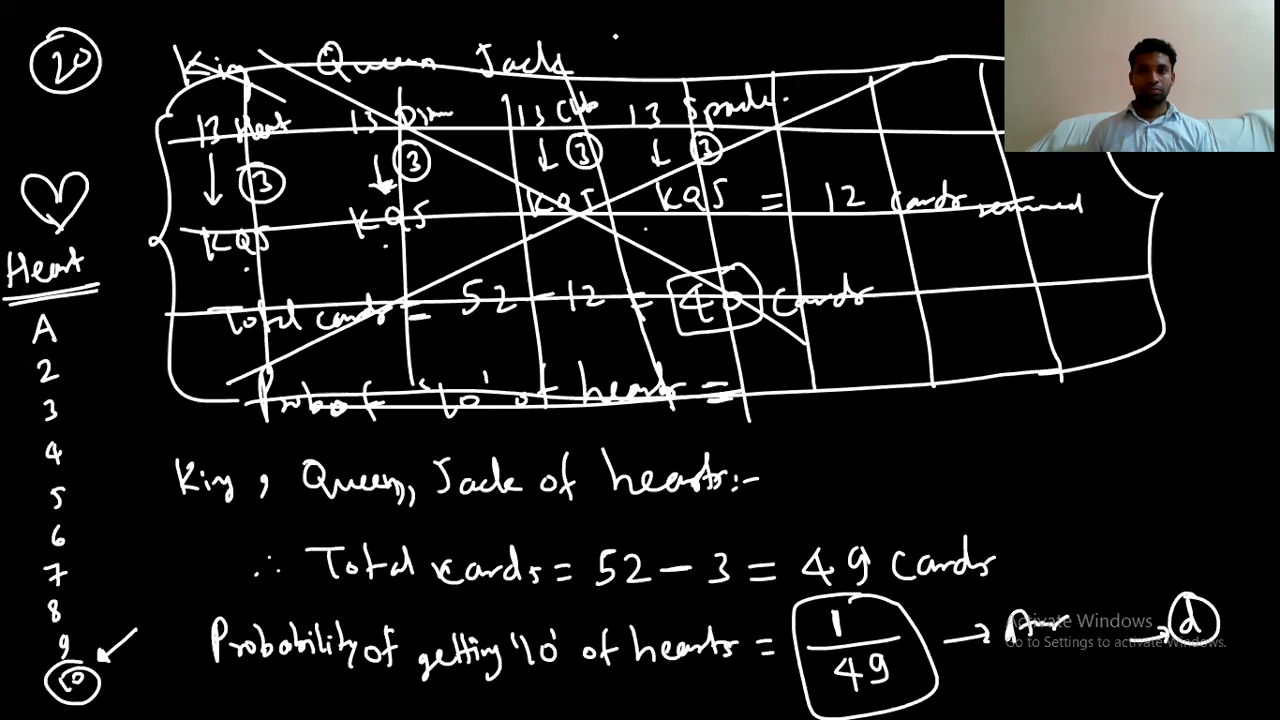 20
King Queen Jack
13 Heart 13 Diam 13 Club 13 Spade.
3 3 3 3
KQJ KQJ KQJ KQJ = 12 cards removed
Total cards = 52 - 12 = 40 cards
Prob of '10' of hearts =
Heart
A
2
3
4
5
6
7
8
9
10
King, Queen, Jack of hearts:-
∴ Total cards = 52 - 3 = 49 cards
Probability of getting '10' of hearts = 1/49 → Ans → d
Activate Windows
Go to Settings to activate Windows.